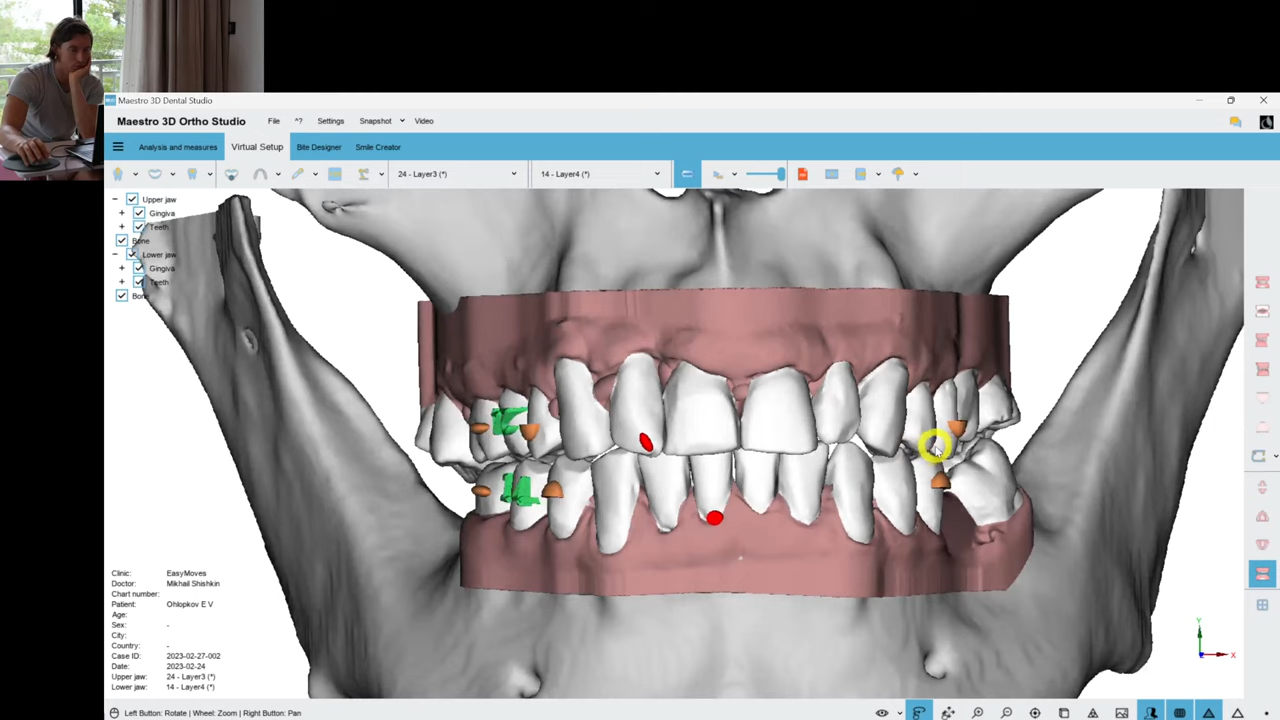 Maestro 3D Dental Studio
Maestro 3D Ortho Studio
File
^?
Settings
Snapshot
Video
Analysis and measures
Virtual Setup
Bite Designer
Smile Creator
24 - Layer3 (*)
14 - Layer4 (*)
Upper jaw
Gingiva
Teeth
Bone
Lower jaw
Gingiva
Teeth
Bone
Clinic: EasyMoves
Doctor: Mikhail Shishkin
Chart number:
Patient: Ohlopkov E V
Age:
Sex: -
City:
Country: -
Case ID: 2023-02-27-002
Date: 2023-02-24
Upper jaw: 24 - Layer3 (*)
Lower jaw: 14 - Layer4 (*)
Y
X
Left Button: Rotate | Wheel: Zoom | Right Button: Pan